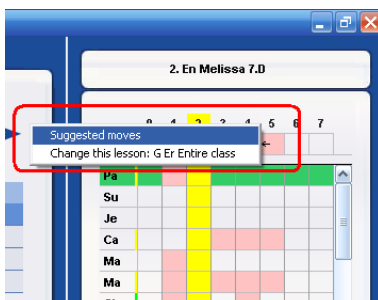 2. En Melissa 7.D
0 1 2 3 4 5 6 7
Suggested moves
Change this lesson: G Er Entire class
Pa
Su
Je
Ca
Ma
Ma